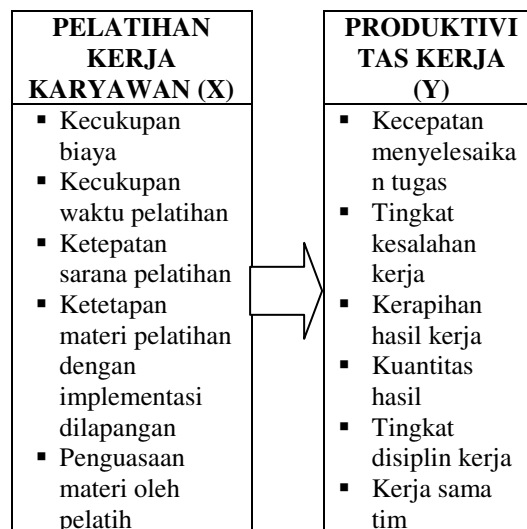 PELATIHAN
KERJA
KARYAWAN (X)
▪ Kecukupan
biaya
▪ Kecukupan
waktu pelatihan
▪ Ketepatan
sarana pelatihan
▪ Ketetapan
materi pelatihan
dengan
implementasi
dilapangan
▪ Penguasaan
materi oleh
pelatih
PRODUKTIVI
TAS KERJA
(Y)
▪ Kecepatan
menyelesaika
n tugas
▪ Tingkat
kesalahan
kerja
▪ Kerapihan
hasil kerja
▪ Kuantitas
hasil
▪ Tingkat
disiplin kerja
▪ Kerja sama
tim